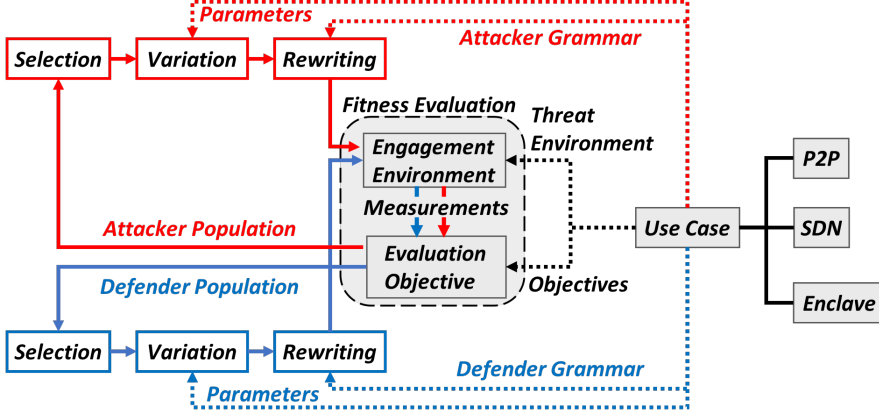 Parameters
Attacker Grammar
Selection
Variation
Rewriting
Fitness Evaluation
Threat
Environment
Engagement
Environment
P2P
Measurements
Attacker Population
Use Case
SDN
Evaluation
Objective
Defender Population
Objectives
Enclave
Selection
Variation
Rewriting
Defender Grammar
Parameters